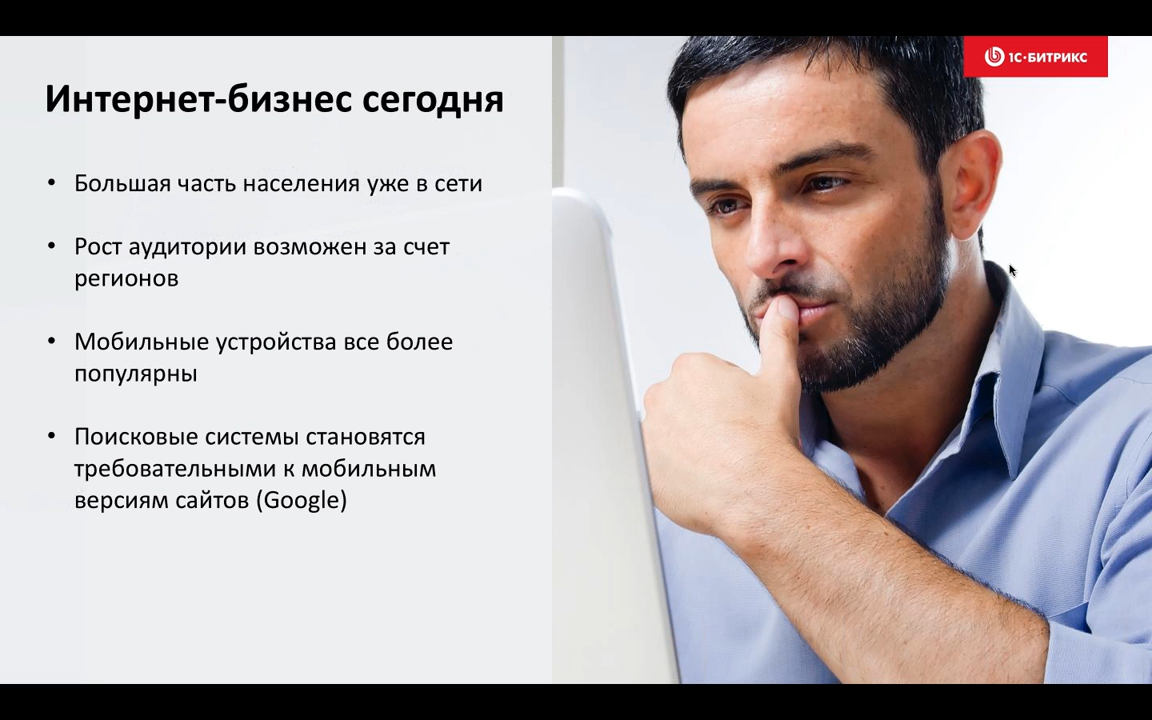 1С-БИТРИКС
Интернет-бизнес сегодня
• Большая часть населения уже в сети
• Рост аудитории возможен за счет
регионов
• Мобильные устройства все более
популярны
• Поисковые системы становятся
требовательными к мобильным
версиям сайтов (Google)